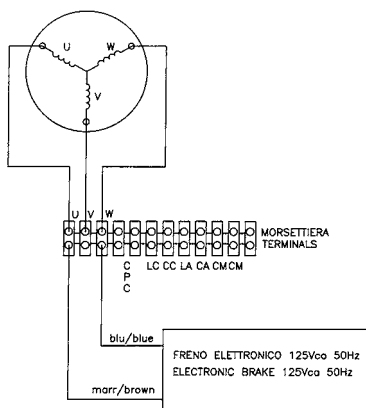 U W
V
U V W
MORSETTIERA
TERMINALS
C
P
C
LC CC LA CA CM CM
blu/blue
FRENO ELETTRONICO 125Vca 50Hz
ELECTRONIC BRAKE 125Vca 50Hz
marr/brown